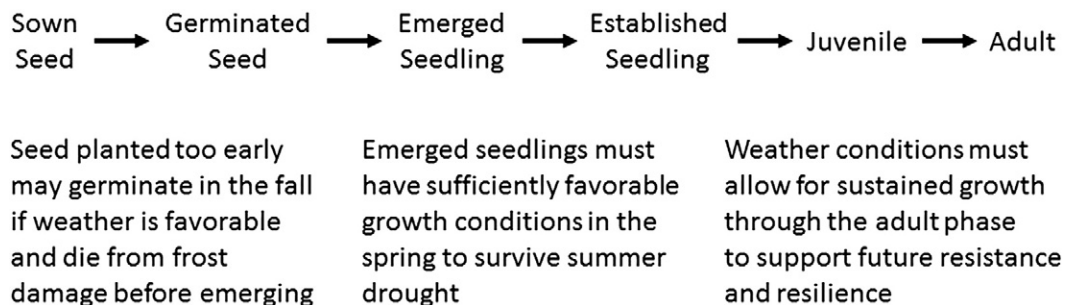 Sown Seed
Germinated Seed
Emerged Seedling
Established Seedling
Juvenile
Adult
Seed planted too early
may germinate in the fall
if weather is favorable
and die from frost
damage before emerging
Emerged seedlings must
have sufficiently favorable
growth conditions in the
spring to survive summer
drought
Weather conditions must
allow for sustained growth
through the adult phase
to support future resistance
and resilience